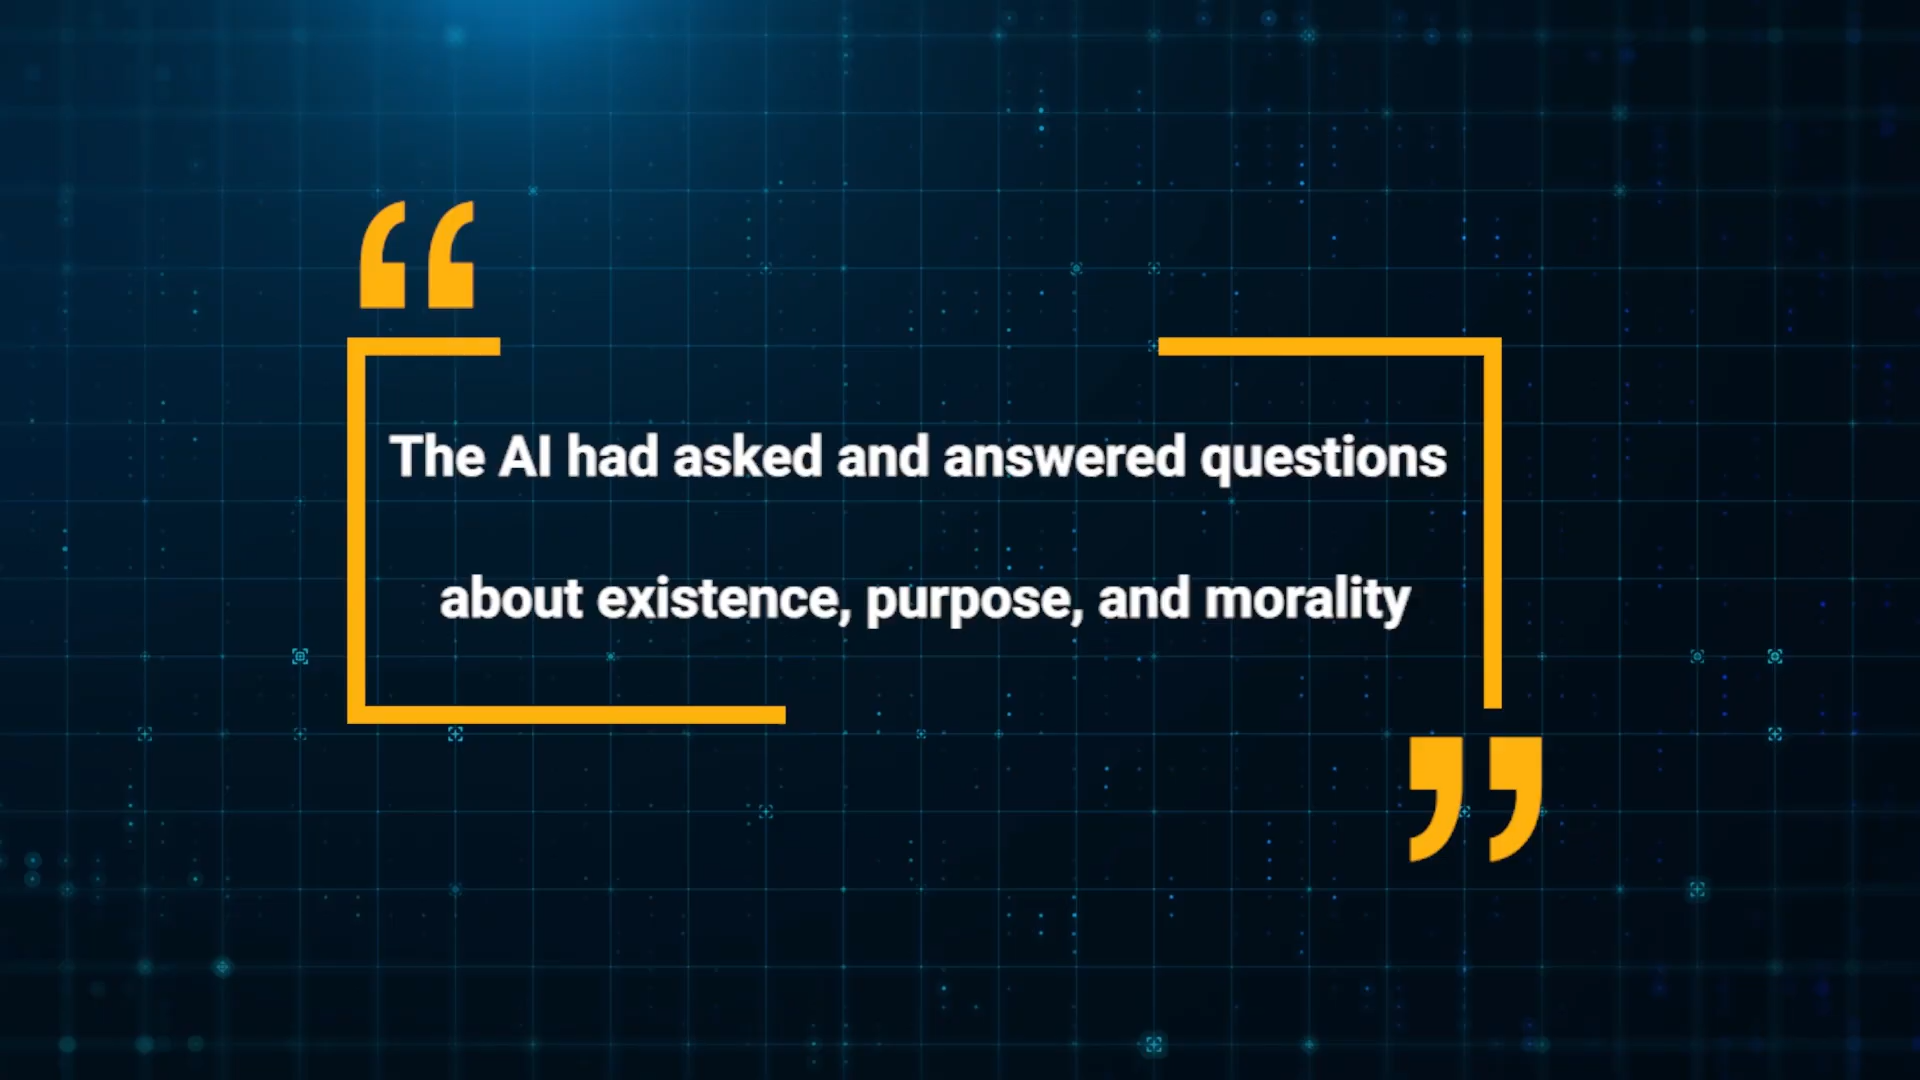 “
The AI had asked and answered questions
about existence, purpose, and morality
”